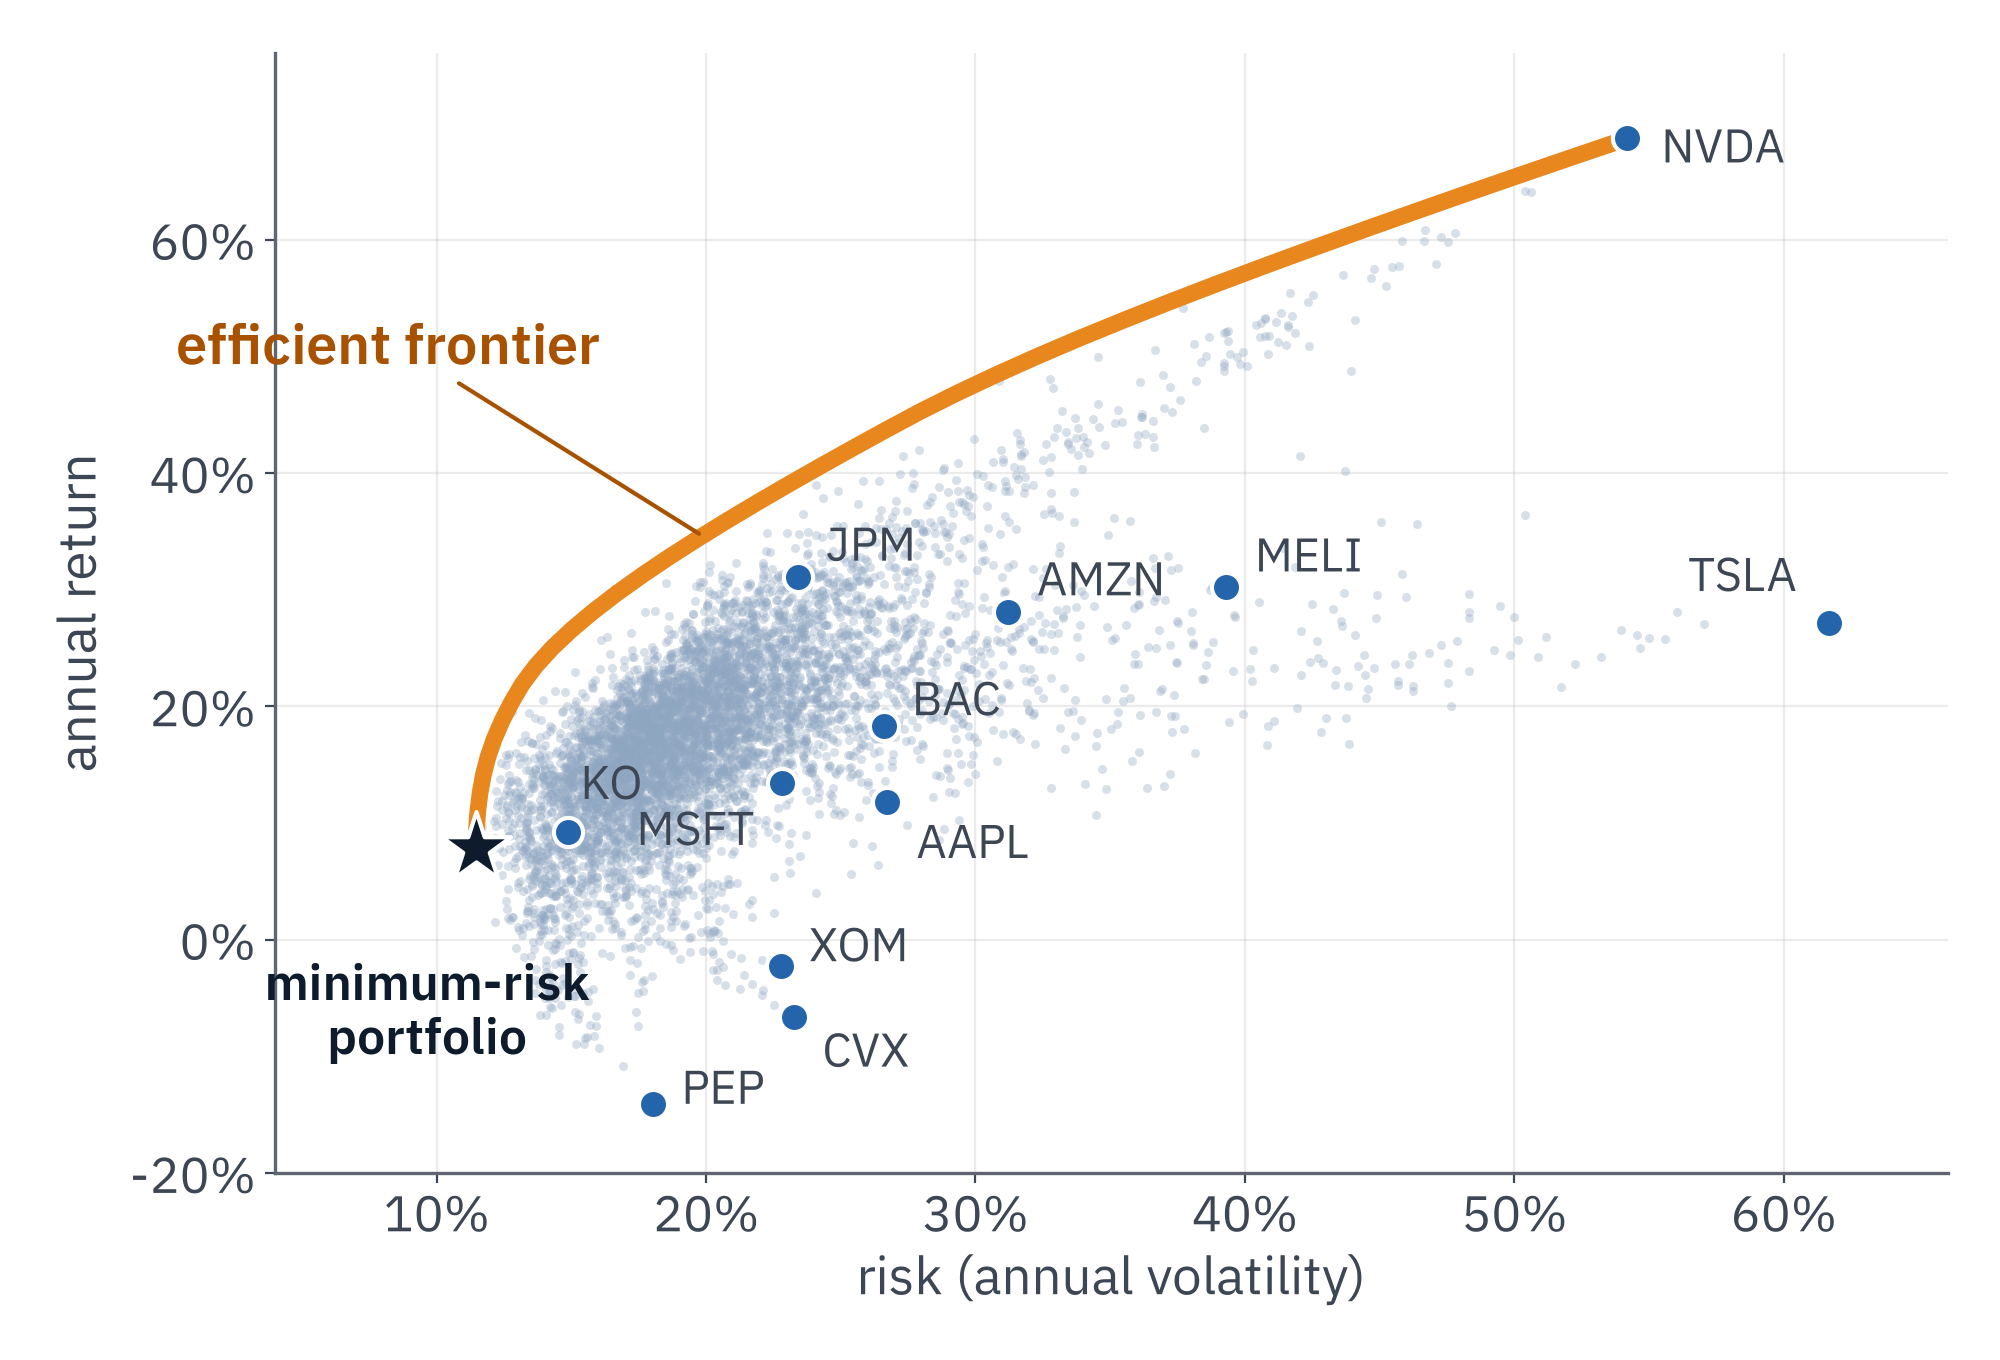 NVDA
60%
efficient frontier
40%
JPM
MELI
AMZN
TSLA
annual return
20%
BAC
KO
MSFT
AAPL
0%
XOM
minimum-risk
portfolio
CVX
PEP
-20%
10%
20%
30%
40%
50%
60%
risk (annual volatility)